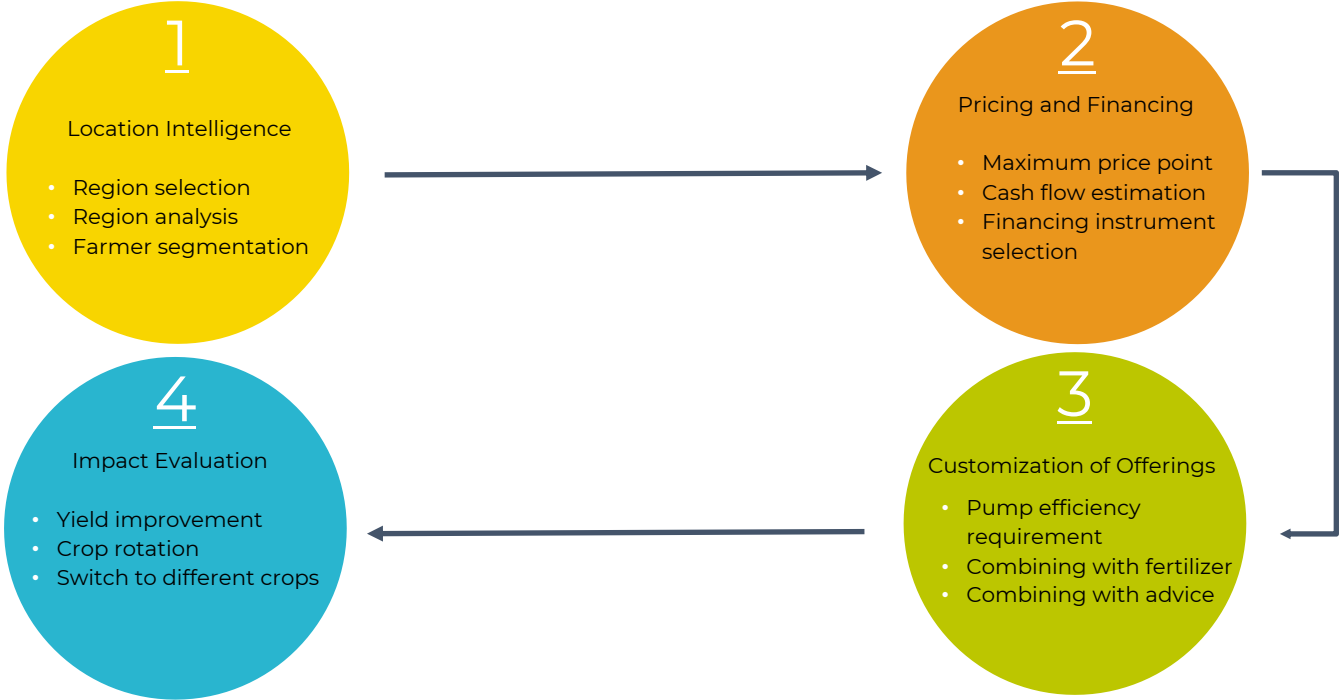 1
Location Intelligence
• Region selection
• Region analysis
• Farmer segmentation
2
Pricing and Financing
• Maximum price point
• Cash flow estimation
• Financing instrument
selection
3
Customization of Offerings
• Pump efficiency
requirement
• Combining with fertilizer
• Combining with advice
4
Impact Evaluation
• Yield improvement
• Crop rotation
• Switch to different crops